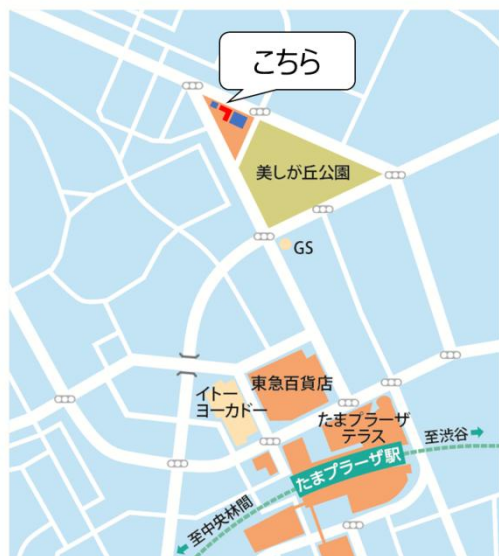 こちら
美しが丘公園
GS
東急百貨店
イトー
ヨーカドー
たまプラーザ
テラス
至渋谷
たまプラーザ駅
至中央林間